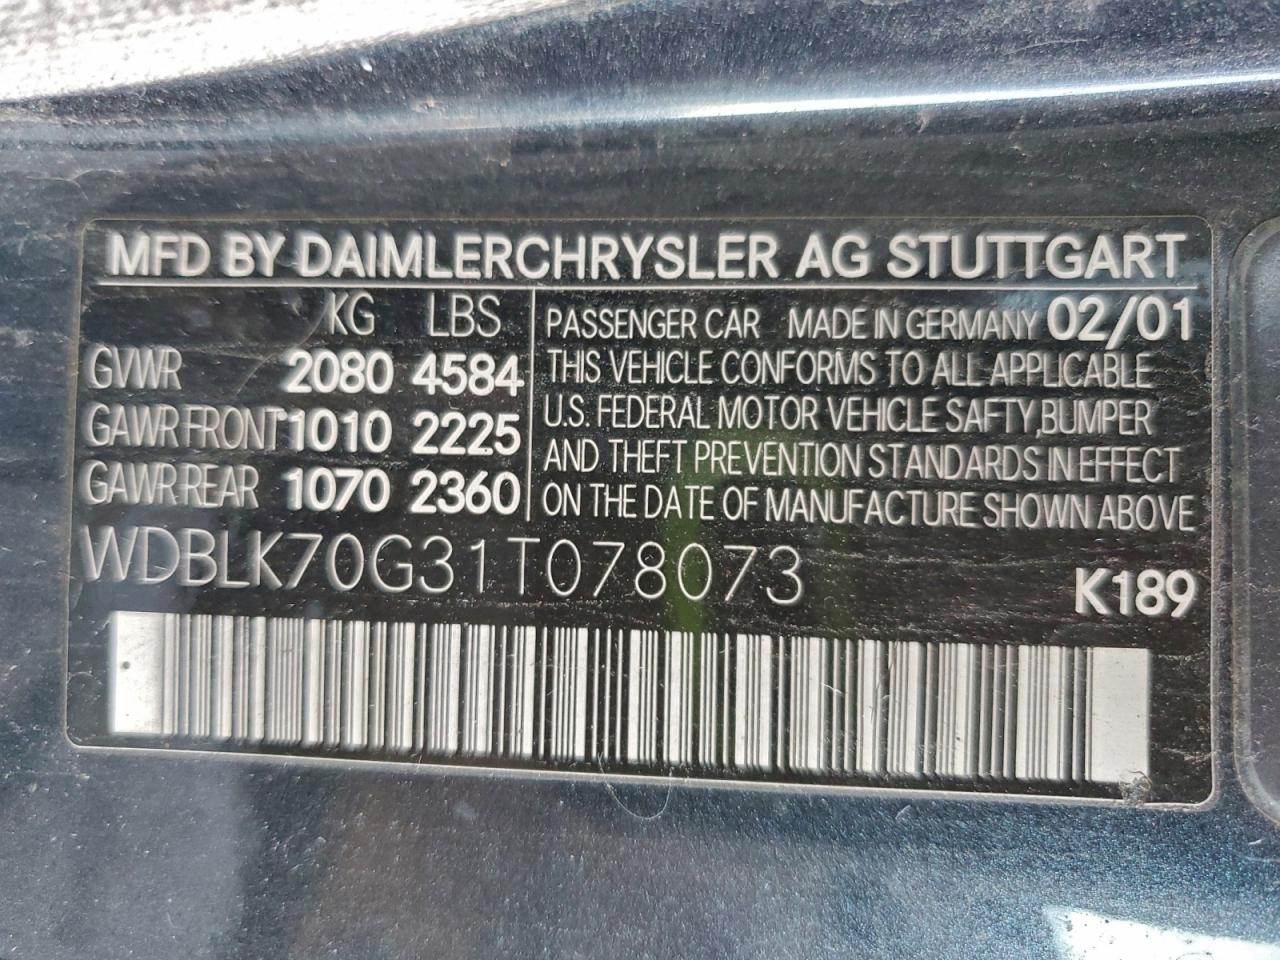 MFD BY DAIMLERCHRYSLER AG STUTTGART
KG LBS
GVWR 2080 4584
GAWR FRONT 1010 2225
GAWR REAR 1070 2360
PASSENGER CAR MADE IN GERMANY 02/01
THIS VEHICLE CONFORMS TO ALL APPLICABLE
U.S. FEDERAL MOTOR VEHICLE SAFTY,BUMPER
AND THEFT PREVENTION STANDARDS IN EFFECT
ON THE DATE OF MANUFACTURE SHOWN ABOVE
WDBLK70G31T078073
K189